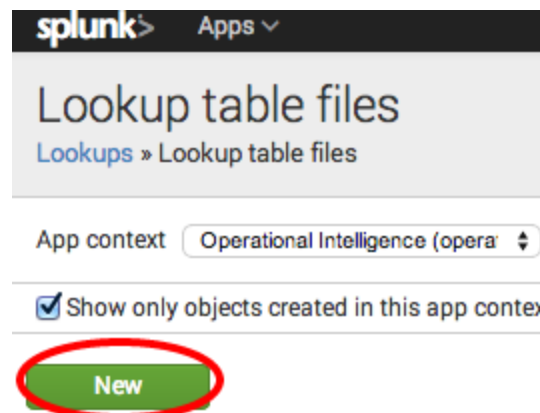 splunk> Apps
Lookup table files
Lookups » Lookup table files
App context Operational Intelligence (opera
Show only objects created in this app contex
New